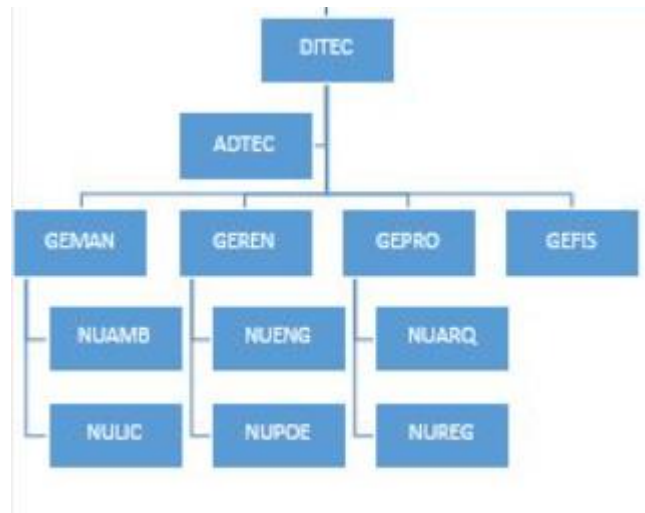 DITEC
ADTEC
GEMAN
GEREN
GEPRO
GEFIS
NUAMB
NUENG
NUARQ
NULIC
NUPOE
NUREG